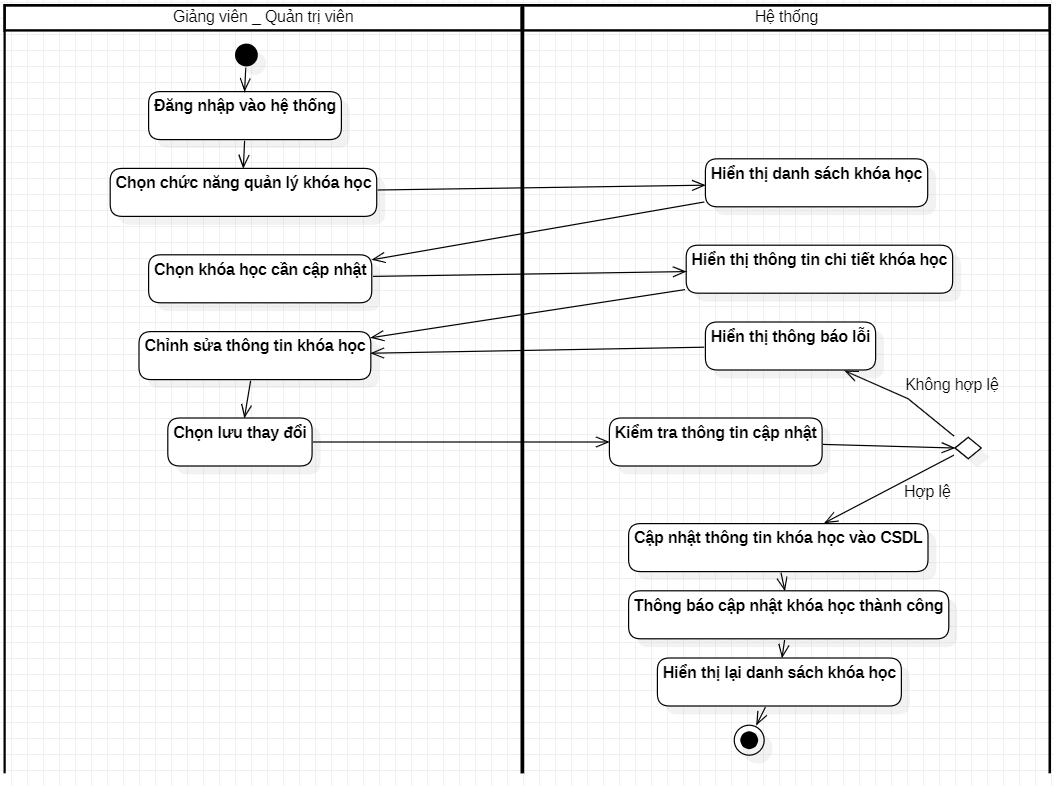 Giảng viên _ Quản trị viên
Hệ thống
Đăng nhập vào hệ thống
Chọn chức năng quản lý khóa học
Hiển thị danh sách khóa học
Chọn khóa học cần cập nhật
Hiển thị thông tin chi tiết khóa học
Chỉnh sửa thông tin khóa học
Hiển thị thông báo lỗi
Không hợp lệ
Chọn lưu thay đổi
Kiểm tra thông tin cập nhật
Hợp lệ
Cập nhật thông tin khóa học vào CSDL
Thông báo cập nhật khóa học thành công
Hiển thị lại danh sách khóa học